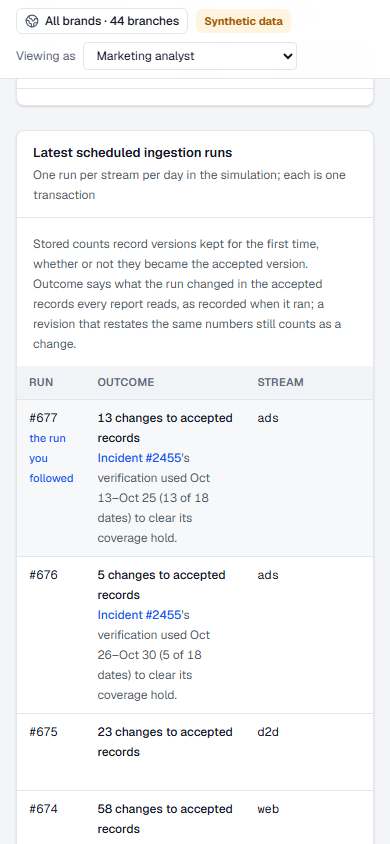 All brands · 44 branches
Synthetic data
Viewing as
Marketing analyst
Latest scheduled ingestion runs
One run per stream per day in the simulation; each is one
transaction
Stored counts record versions kept for the first time,
whether or not they became the accepted version.
Outcome says what the run changed in the accepted
records every report reads, as recorded when it ran; a
revision that restates the same numbers still counts as a
change.
RUN OUTCOME STREAM
#677 13 changes to accepted ads
the run records
you Incident #2455's
followed verification used Oct
13–Oct 25 (13 of 18
dates) to clear its
coverage hold.
#676 5 changes to accepted ads
records
Incident #2455's
verification used Oct
26–Oct 30 (5 of 18
dates) to clear its
coverage hold.
#675 23 changes to accepted d2d
records
#674 58 changes to accepted web
records